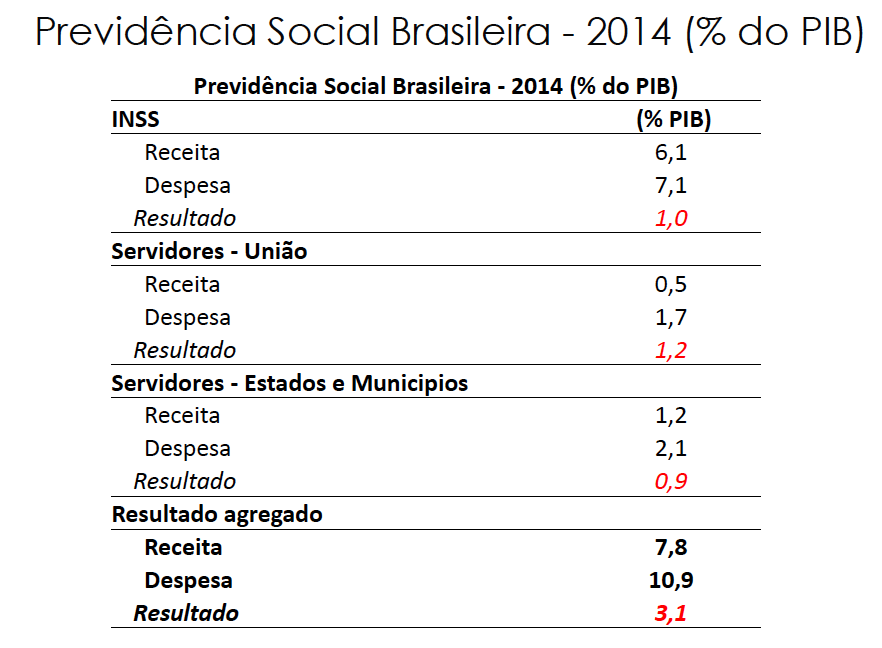 Previdência Social Brasileira - 2014 (% do PIB)
Previdência Social Brasileira - 2014 (% do PIB)
INSS (% PIB)
Receita 6,1
Despesa 7,1
Resultado 1,0
Servidores - União
Receita 0,5
Despesa 1,7
Resultado 1,2
Servidores - Estados e Municipios
Receita 1,2
Despesa 2,1
Resultado 0,9
Resultado agregado
Receita 7,8
Despesa 10,9
Resultado 3,1